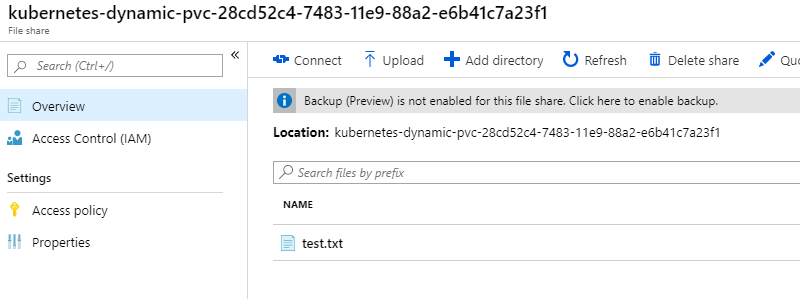 kubernetes-dynamic-pvc-28cd52c4-7483-11e9-88a2-e6b41c7a23f1
File share
Search (Ctrl+/)
«
Connect
Upload
Add directory
Refresh
Delete share
Overview
Backup (Preview) is not enabled for this file share. Click here to enable backup.
Access Control (IAM)
Location: kubernetes-dynamic-pvc-28cd52c4-7483-11e9-88a2-e6b41c7a23f1
Settings
Search files by prefix
Access policy
NAME
Properties
test.txt